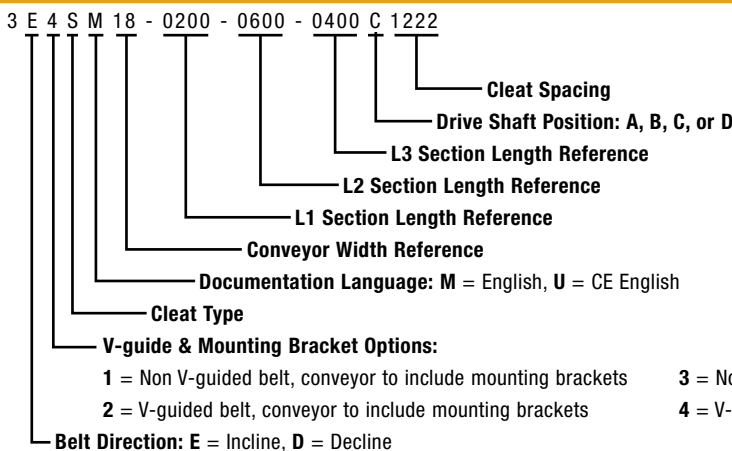 3 E 4 S M 18 - 0200 - 0600 - 0400 C 1222
Cleat Spacing
Drive Shaft Position: A, B, C, or D
L3 Section Length Reference
L2 Section Length Reference
L1 Section Length Reference
Conveyor Width Reference
Documentation Language: M = English, U = CE English
Cleat Type
V-guide & Mounting Bracket Options:
1 = Non V-guided belt, conveyor to include mounting brackets 3 =
2 = V-guided belt, conveyor to include mounting brackets 4 = V-
Belt Direction: E = Incline, D = Decline